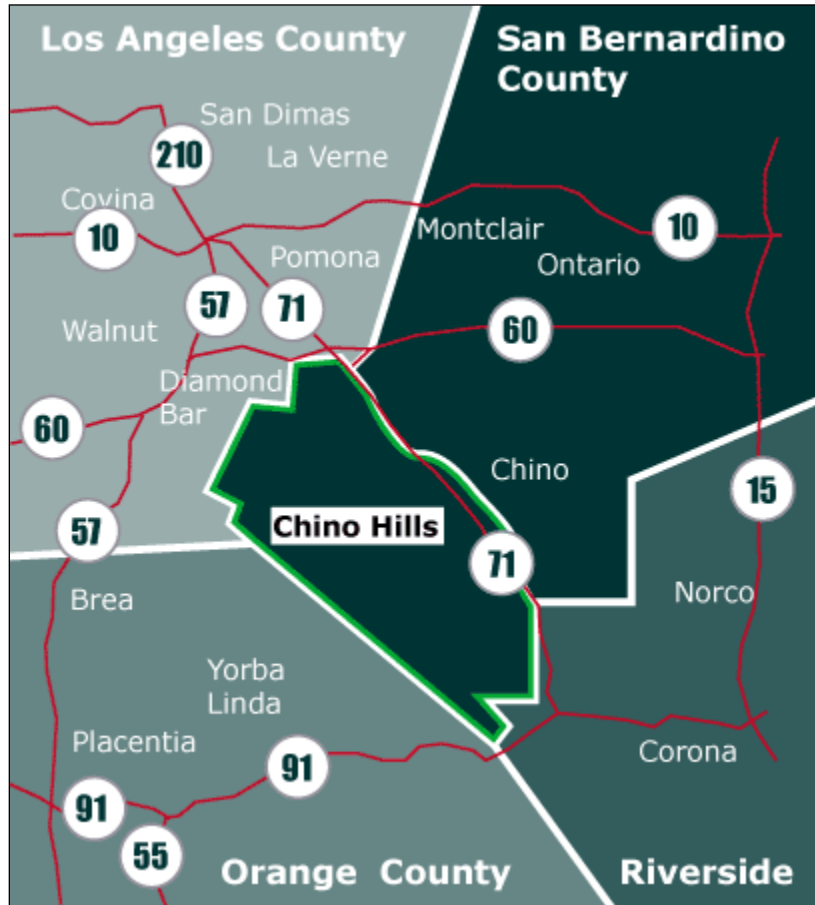 Los Angeles County
San Bernardino
County
San Dimas
210
La Verne
Covina
10
Montclair
10
Pomona
Ontario
57
71
60
Walnut
Diamond
Bar
60
Chino
15
Chino Hills
57
71
Brea
Norco
Yorba
Linda
Placentia
Corona
91
91
55
Orange County
Riverside